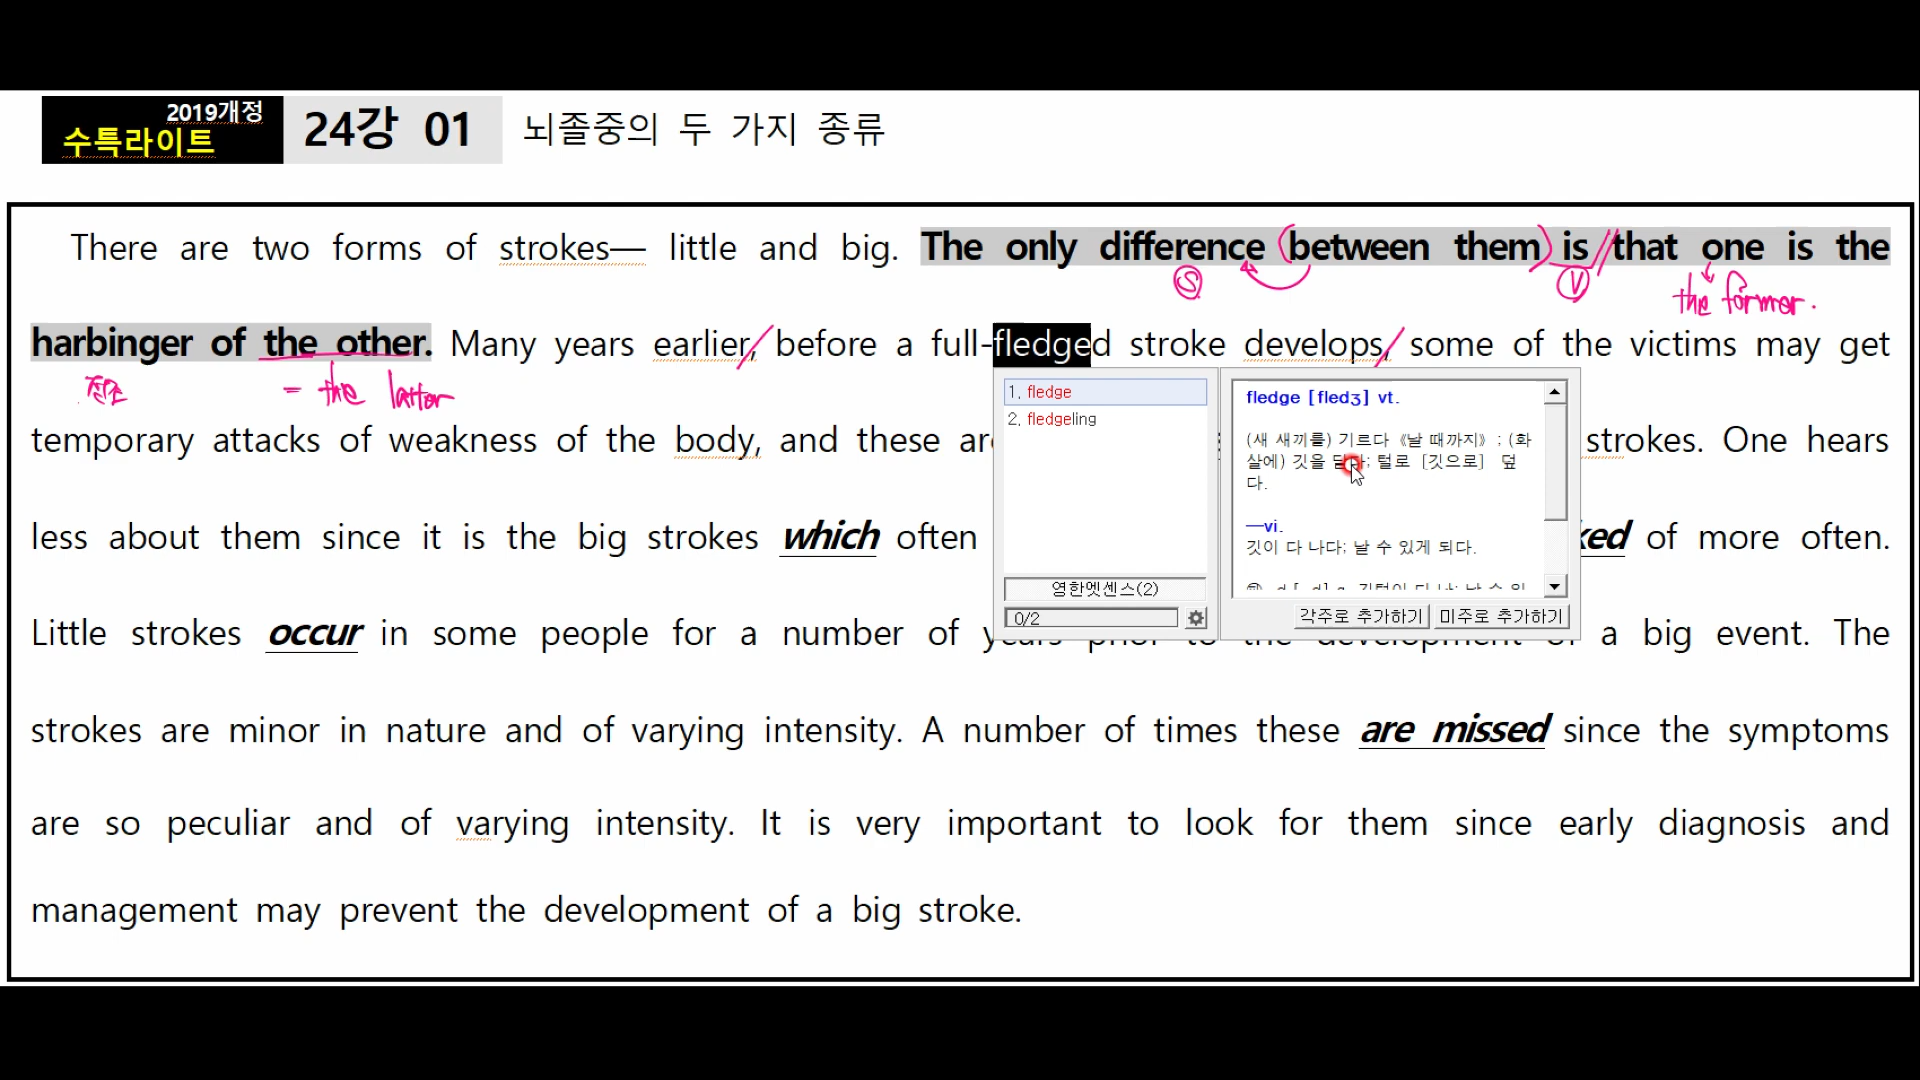 2019개정
수특라이트
24강 01 뇌졸중의 두 가지 종류
There are two forms of strokes— little and big. The only difference (between them) is // that one is the
Ⓢ Ⓥ the former.
harbinger of the other. Many years earlier, / before a full-fledged stroke develops, / some of the victims may get
전조 = the latter
temporary attacks of weakness of the body, and these are strokes. One hears
less about them since it is the big strokes which often ked of more often.
Little strokes occur in some people for a number of years prior to the development of a big event. The
strokes are minor in nature and of varying intensity. A number of times these are missed since the symptoms
are so peculiar and of varying intensity. It is very important to look for them since early diagnosis and
management may prevent the development of a big stroke.
1. fledge
2. fledgeling
영한엣센스(2)
0/2
fledge [fledʒ] vt.
(새 새끼를) 기르다《날 때까지》; (화
살에) 깃을 ; 털로 [깃으로] 덮
다.
—vi.
깃이 다 나다; 날 수 있게 되다.
각주로 추가하기 미주로 추가하기